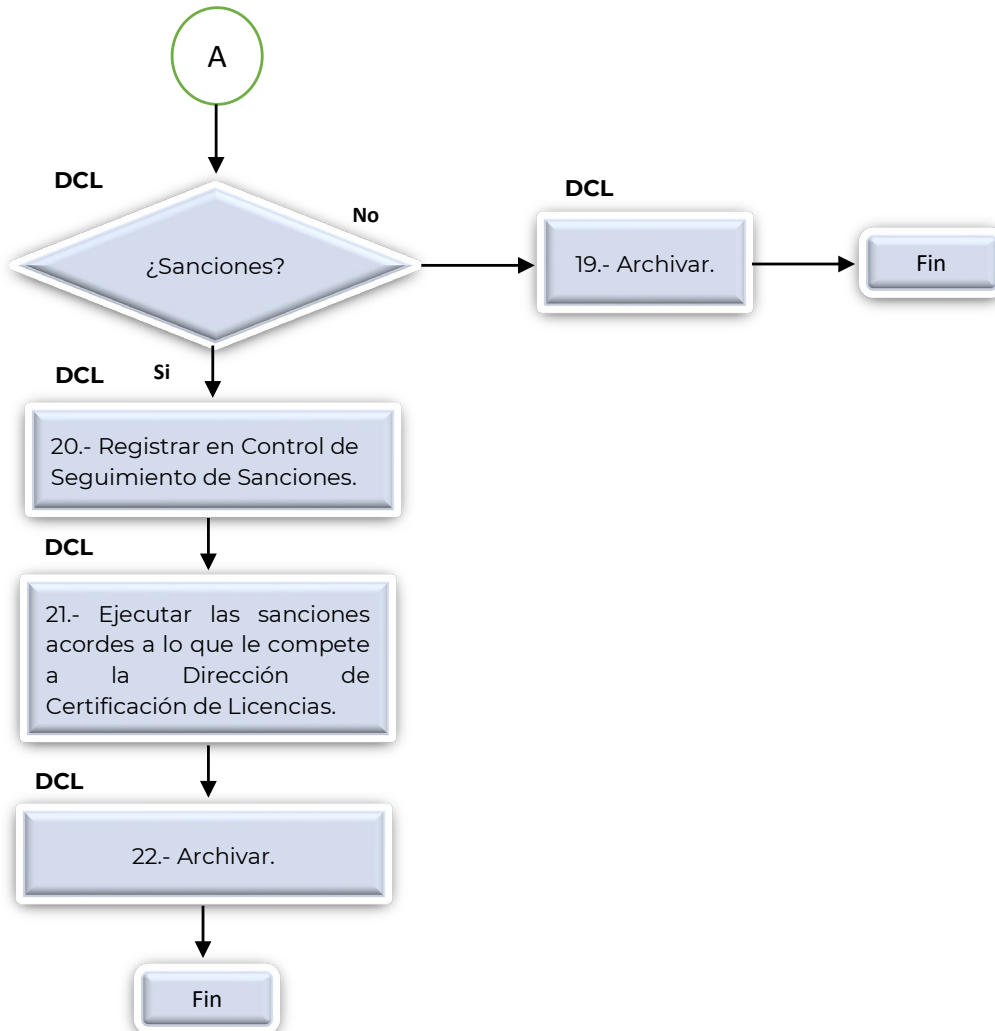 A
DCL
¿Sanciones?
No
DCL
19.- Archivar.
Fin
DCL
Si
20.- Registrar en Control de
Seguimiento de Sanciones.
DCL
21.- Ejecutar las sanciones
acordes a lo que le compete
a la Dirección de
Certificación de Licencias.
DCL
22.- Archivar.
Fin